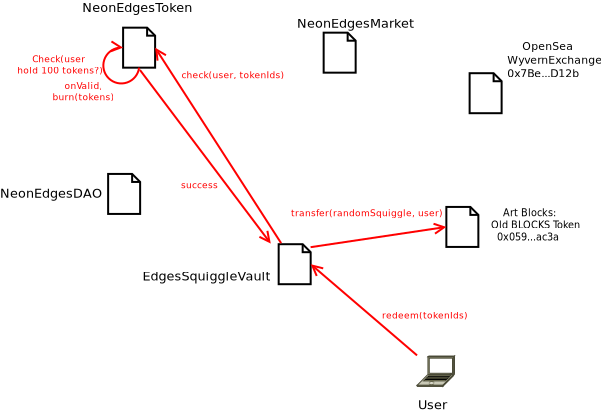 NeonEdgesToken
NeonEdgesMarket
OpenSea
WyvernExchange
0x7Be...D12b
Check(user
hold 100 tokens?)
onValid,
burn(tokens)
check(user, tokenIds)
NeonEdgesDAO
success
transfer(randomSquiggle, user)
Art Blocks:
Old BLOCKS Token
0x059...ac3a
EdgesSquiggleVault
redeem(tokenIds)
User